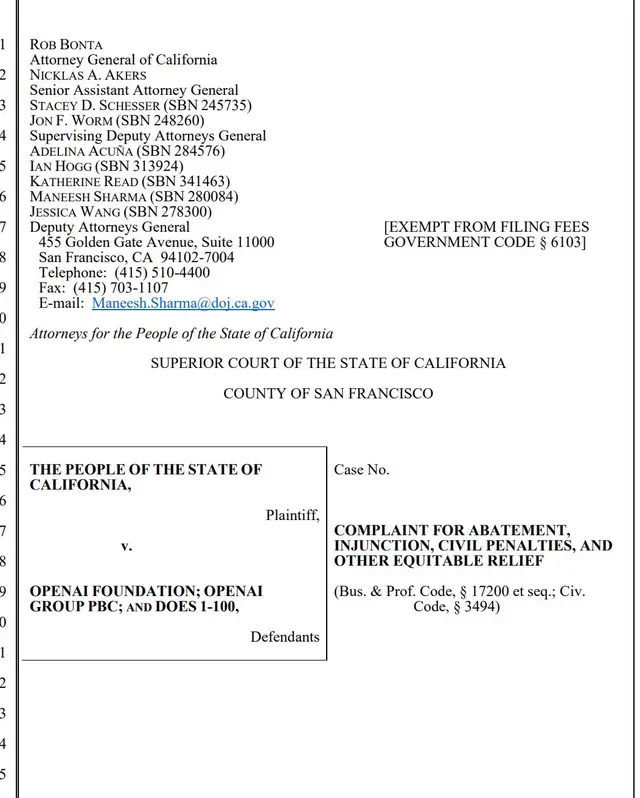 1 ROB BONTA
Attorney General of California
2 NICKLAS A. AKERS
Senior Assistant Attorney General
3 STACEY D. SCHESSER (SBN 245735)
JON F. WORM (SBN 248260)
4 Supervising Deputy Attorneys General
ADELINA ACUÑA (SBN 284576)
5 IAN HOGG (SBN 313924)
KATHERINE READ (SBN 341463)
6 MANEESH SHARMA (SBN 280084)
JESSICA WANG (SBN 278300)
7 Deputy Attorneys General [EXEMPT FROM FILING FEES
455 Golden Gate Avenue, Suite 11000 GOVERNMENT CODE § 6103]
8 San Francisco, CA 94102-7004
Telephone: (415) 510-4400
9 Fax: (415) 703-1107
E-mail: Maneesh.Sharma@doj.ca.gov
0
Attorneys for the People of the State of California
1
SUPERIOR COURT OF THE STATE OF CALIFORNIA
2
COUNTY OF SAN FRANCISCO
3
4
5 THE PEOPLE OF THE STATE OF Case No.
CALIFORNIA,
6
Plaintiff,
7 COMPLAINT FOR ABATEMENT,
v. INJUNCTION, CIVIL PENALTIES, AND
8 OTHER EQUITABLE RELIEF
9 OPENAI FOUNDATION; OPENAI (Bus. & Prof. Code, § 17200 et seq.; Civ.
GROUP PBC; AND DOES 1-100, Code, § 3494)
0
Defendants
1
2
3
4
5